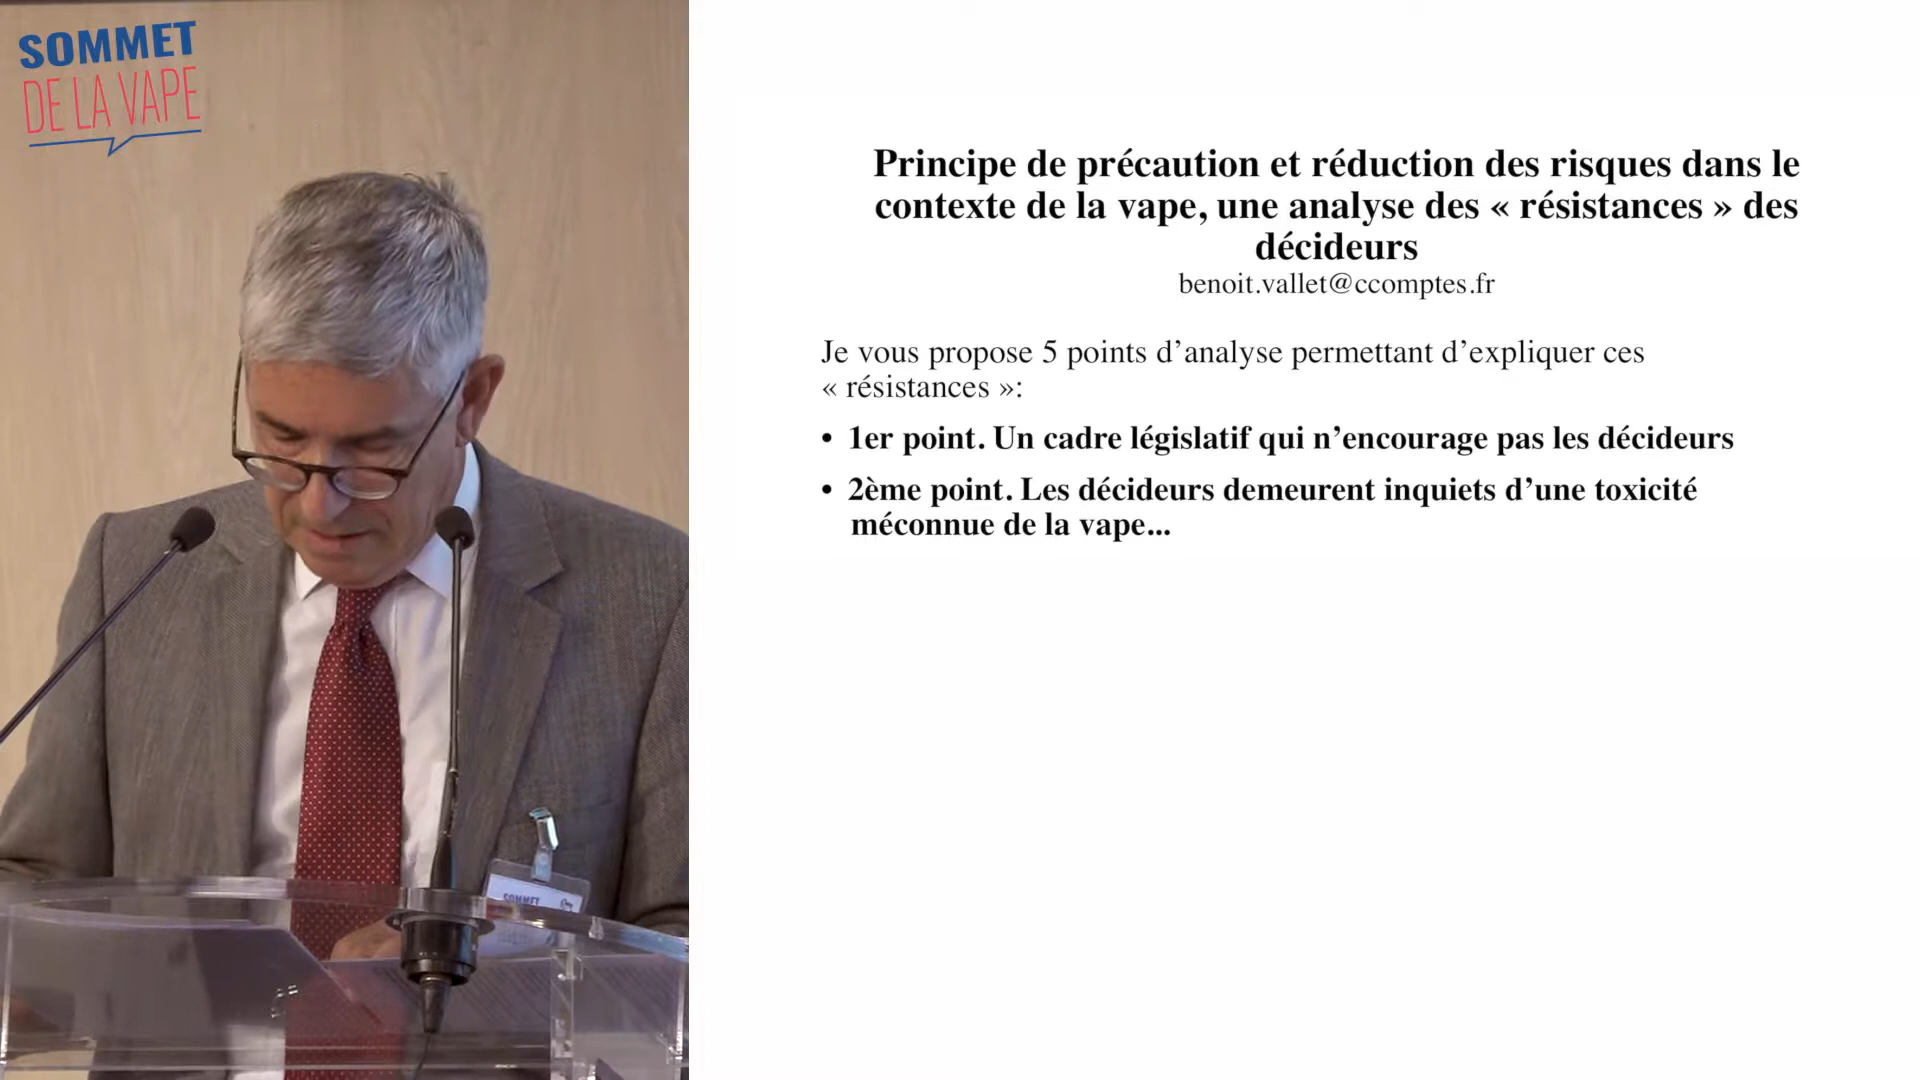 SOMMET
DE LA VAPE
Principe de précaution et réduction des risques dans le
contexte de la vape, une analyse des « résistances » des
décideurs
benoit.vallet@ccomptes.fr
Je vous propose 5 points d’analyse permettant d’expliquer ces
« résistances »:
• 1er point. Un cadre législatif qui n’encourage pas les décideurs
• 2ème point. Les décideurs demeurent inquiets d’une toxicité
méconnue de la vape...
SOMMET